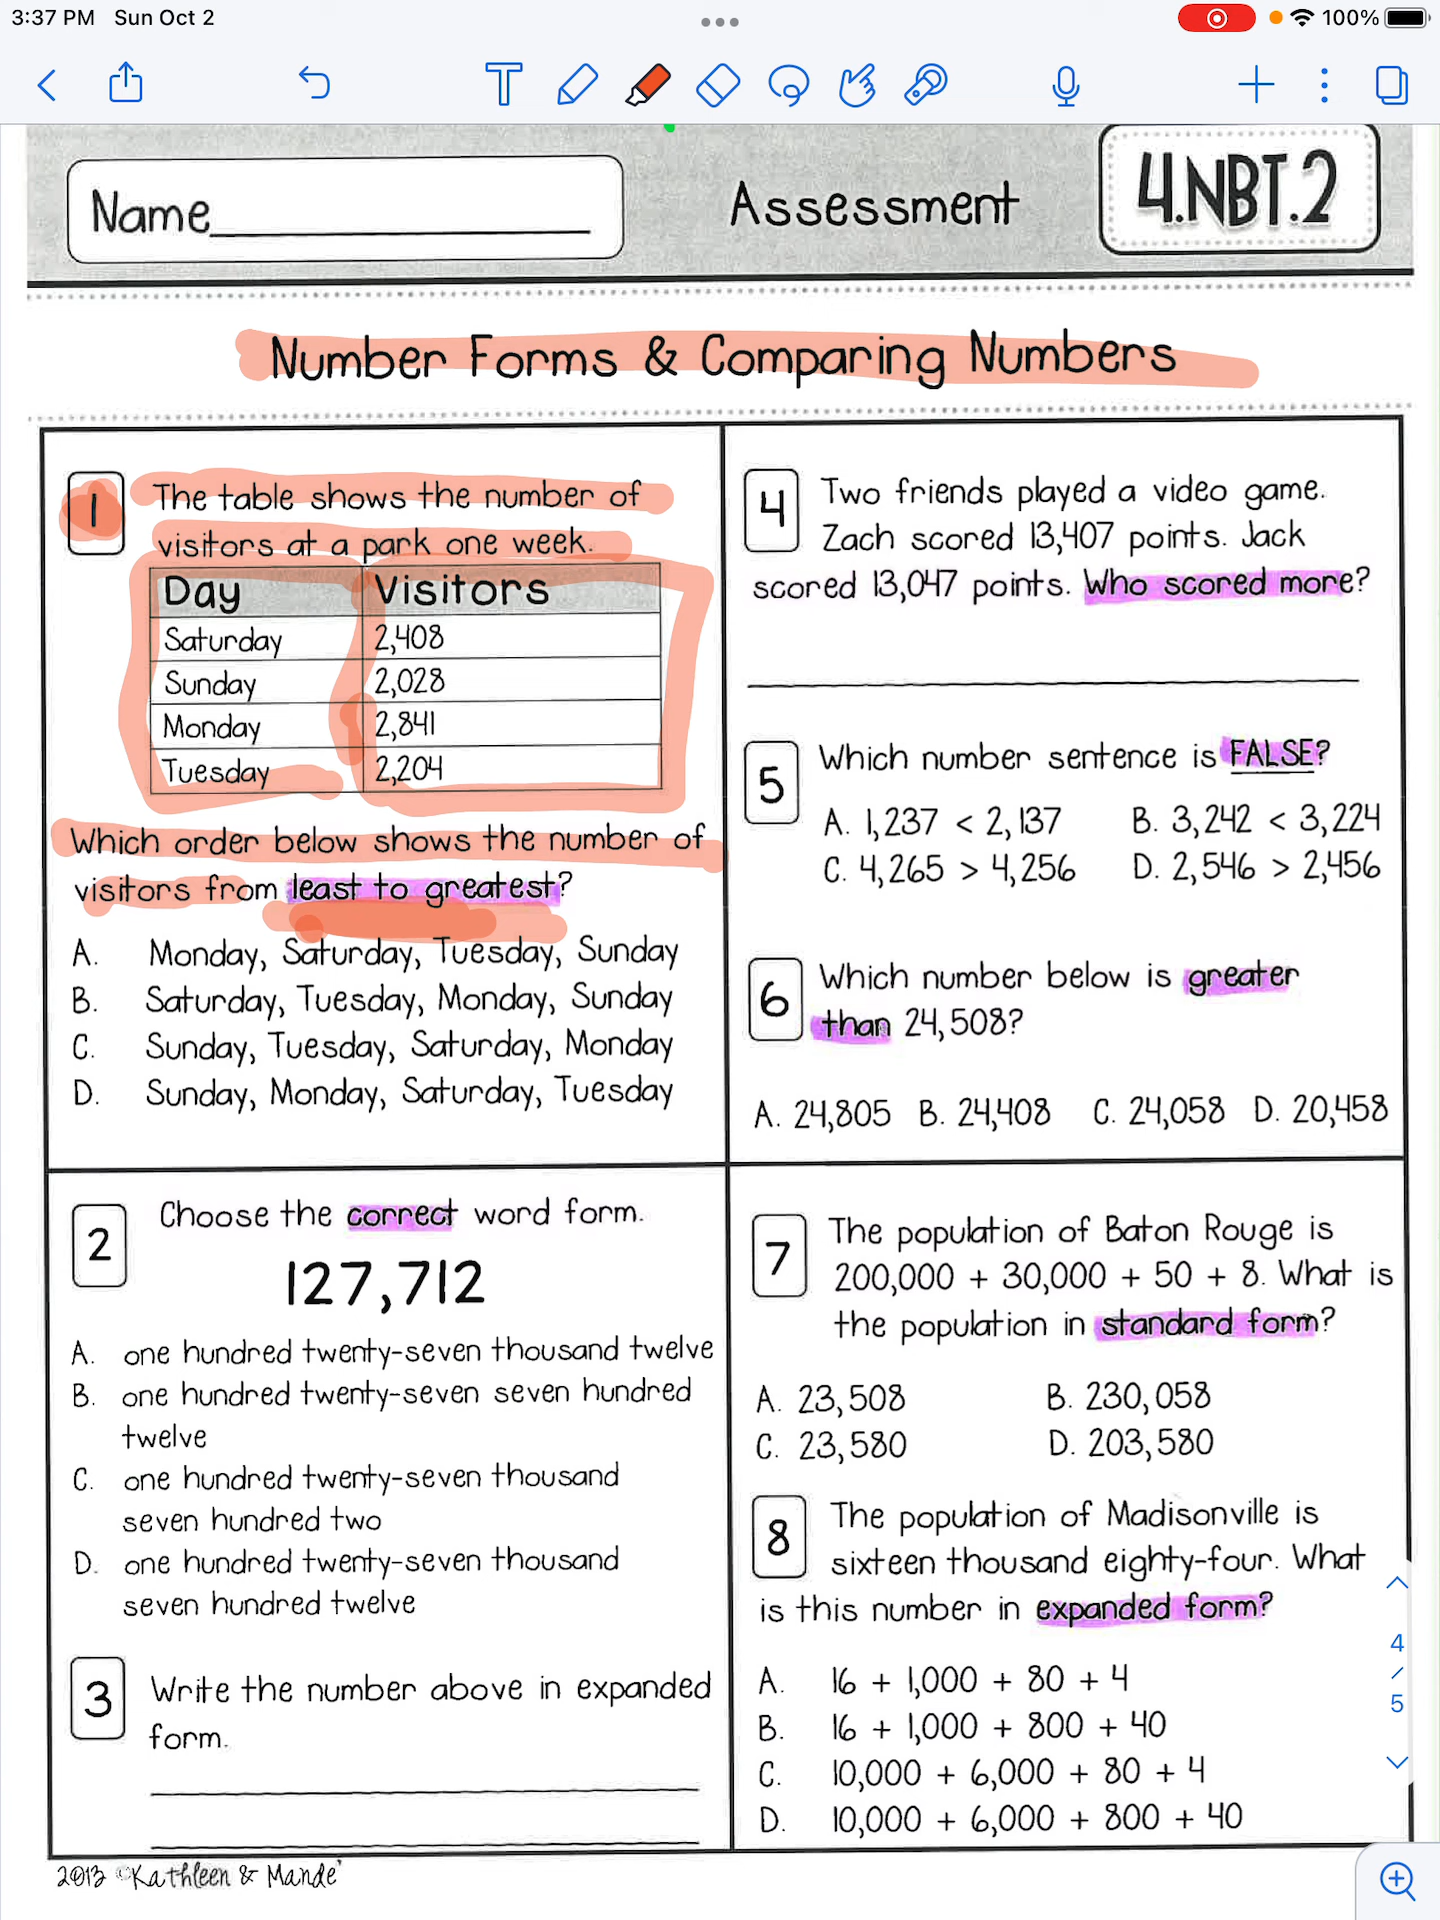 3:37 PM Sun Oct 2
100%
Name
Assessment
4.NBT.2
Number Forms & Comparing Numbers
1 The table shows the number of
visitors at a park one week.
Day Visitors
Saturday 2,408
Sunday 2,028
Monday 2,841
Tuesday 2,204
Which order below shows the number of
visitors from least to greatest?
A. Monday, Saturday, Tuesday, Sunday
B. Saturday, Tuesday, Monday, Sunday
C. Sunday, Tuesday, Saturday, Monday
D. Sunday, Monday, Saturday, Tuesday
2 Choose the correct word form.
127,712
A. one hundred twenty-seven thousand twelve
B. one hundred twenty-seven seven hundred
twelve
C. one hundred twenty-seven thousand
seven hundred two
D. one hundred twenty-seven thousand
seven hundred twelve
3 Write the number above in expanded
form.
4 Two friends played a video game.
Zach scored 13,407 points. Jack
scored 13,047 points. Who scored more?
5 Which number sentence is FALSE?
A. 1,237 < 2,137 B. 3,242 < 3,224
C. 4,265 > 4,256 D. 2,546 > 2,456
6 Which number below is greater
than 24,508?
A. 24,805 B. 24,408 C. 24,058 D. 20,458
7 The population of Baton Rouge is
200,000 + 30,000 + 50 + 8. What is
the population in standard form?
A. 23,508 B. 230,058
C. 23,580 D. 203,580
8 The population of Madisonville is
sixteen thousand eighty-four. What
is this number in expanded form?
A. 16 + 1,000 + 80 + 4
B. 16 + 1,000 + 800 + 40
C. 10,000 + 6,000 + 80 + 4
D. 10,000 + 6,000 + 800 + 40
4
/
5
2013 ©Kathleen & Mande'